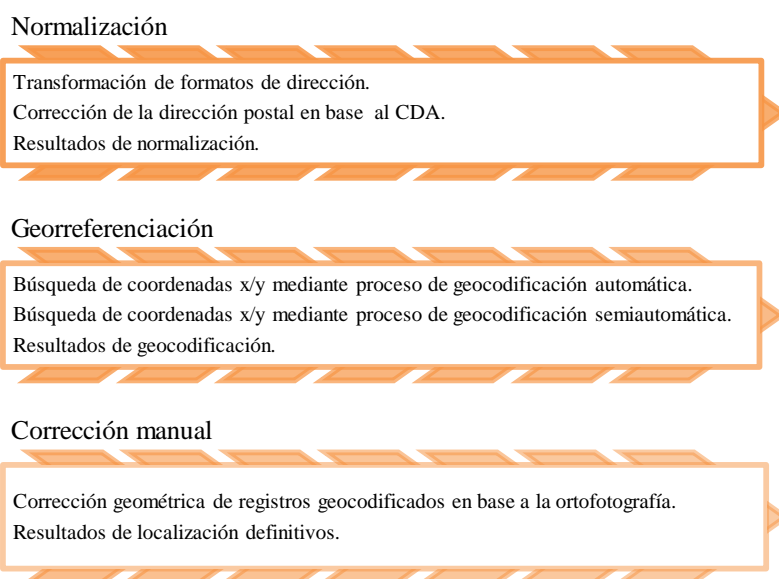 Normalización
Transformación de formatos de dirección.
Corrección de la dirección postal en base al CDA.
Resultados de normalización.
Georreferenciación
Búsqueda de coordenadas x/y mediante proceso de geocodificación automática.
Búsqueda de coordenadas x/y mediante proceso de geocodificación semiautomática.
Resultados de geocodificación.
Corrección manual
Corrección geométrica de registros geocodificados en base a la ortofotografía.
Resultados de localización definitivos.